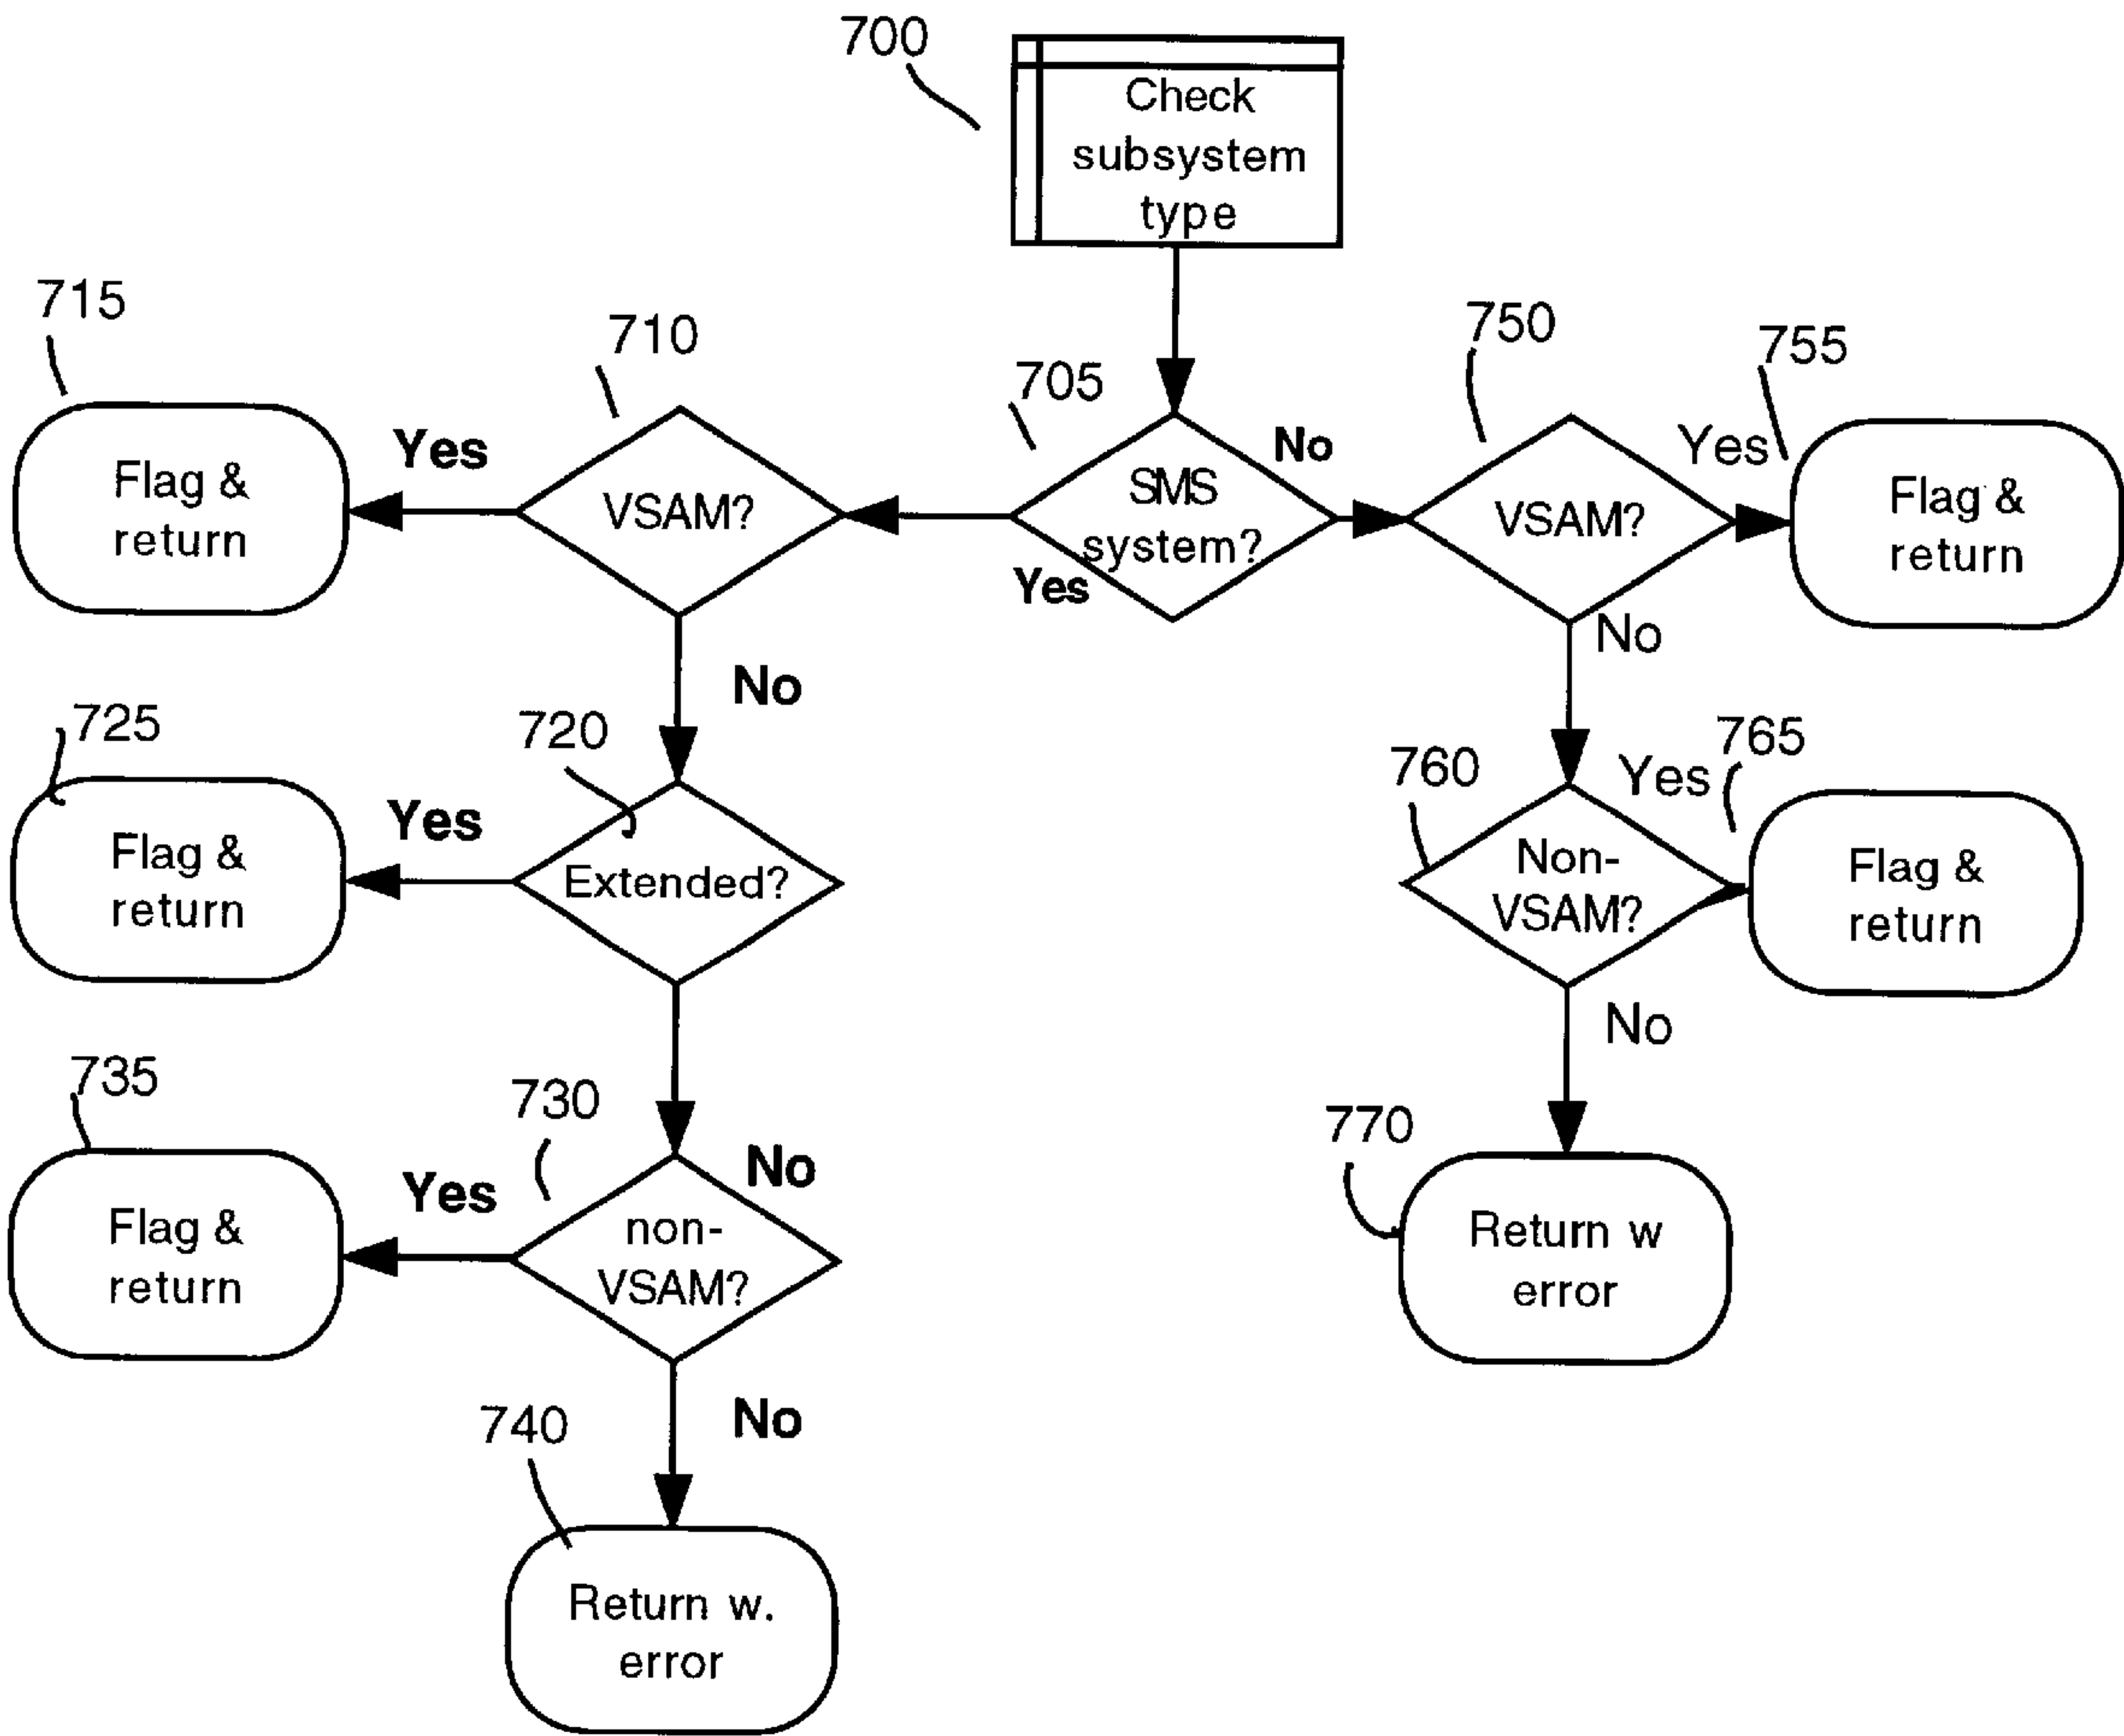 700
Check
subsystem
type
715
710
705
750
755
Flag &
return
Yes
VSAM?
SMS
system?
Yes
No
VSAM?
Yes
Flag &
return
No
No
725
720
Flag &
return
Yes
Extended?
760
Non-
VSAM?
Yes
765
Flag &
return
No
735
730
Flag &
return
Yes
non-
VSAM?
No
770
Return w
error
740
No
Return w.
error